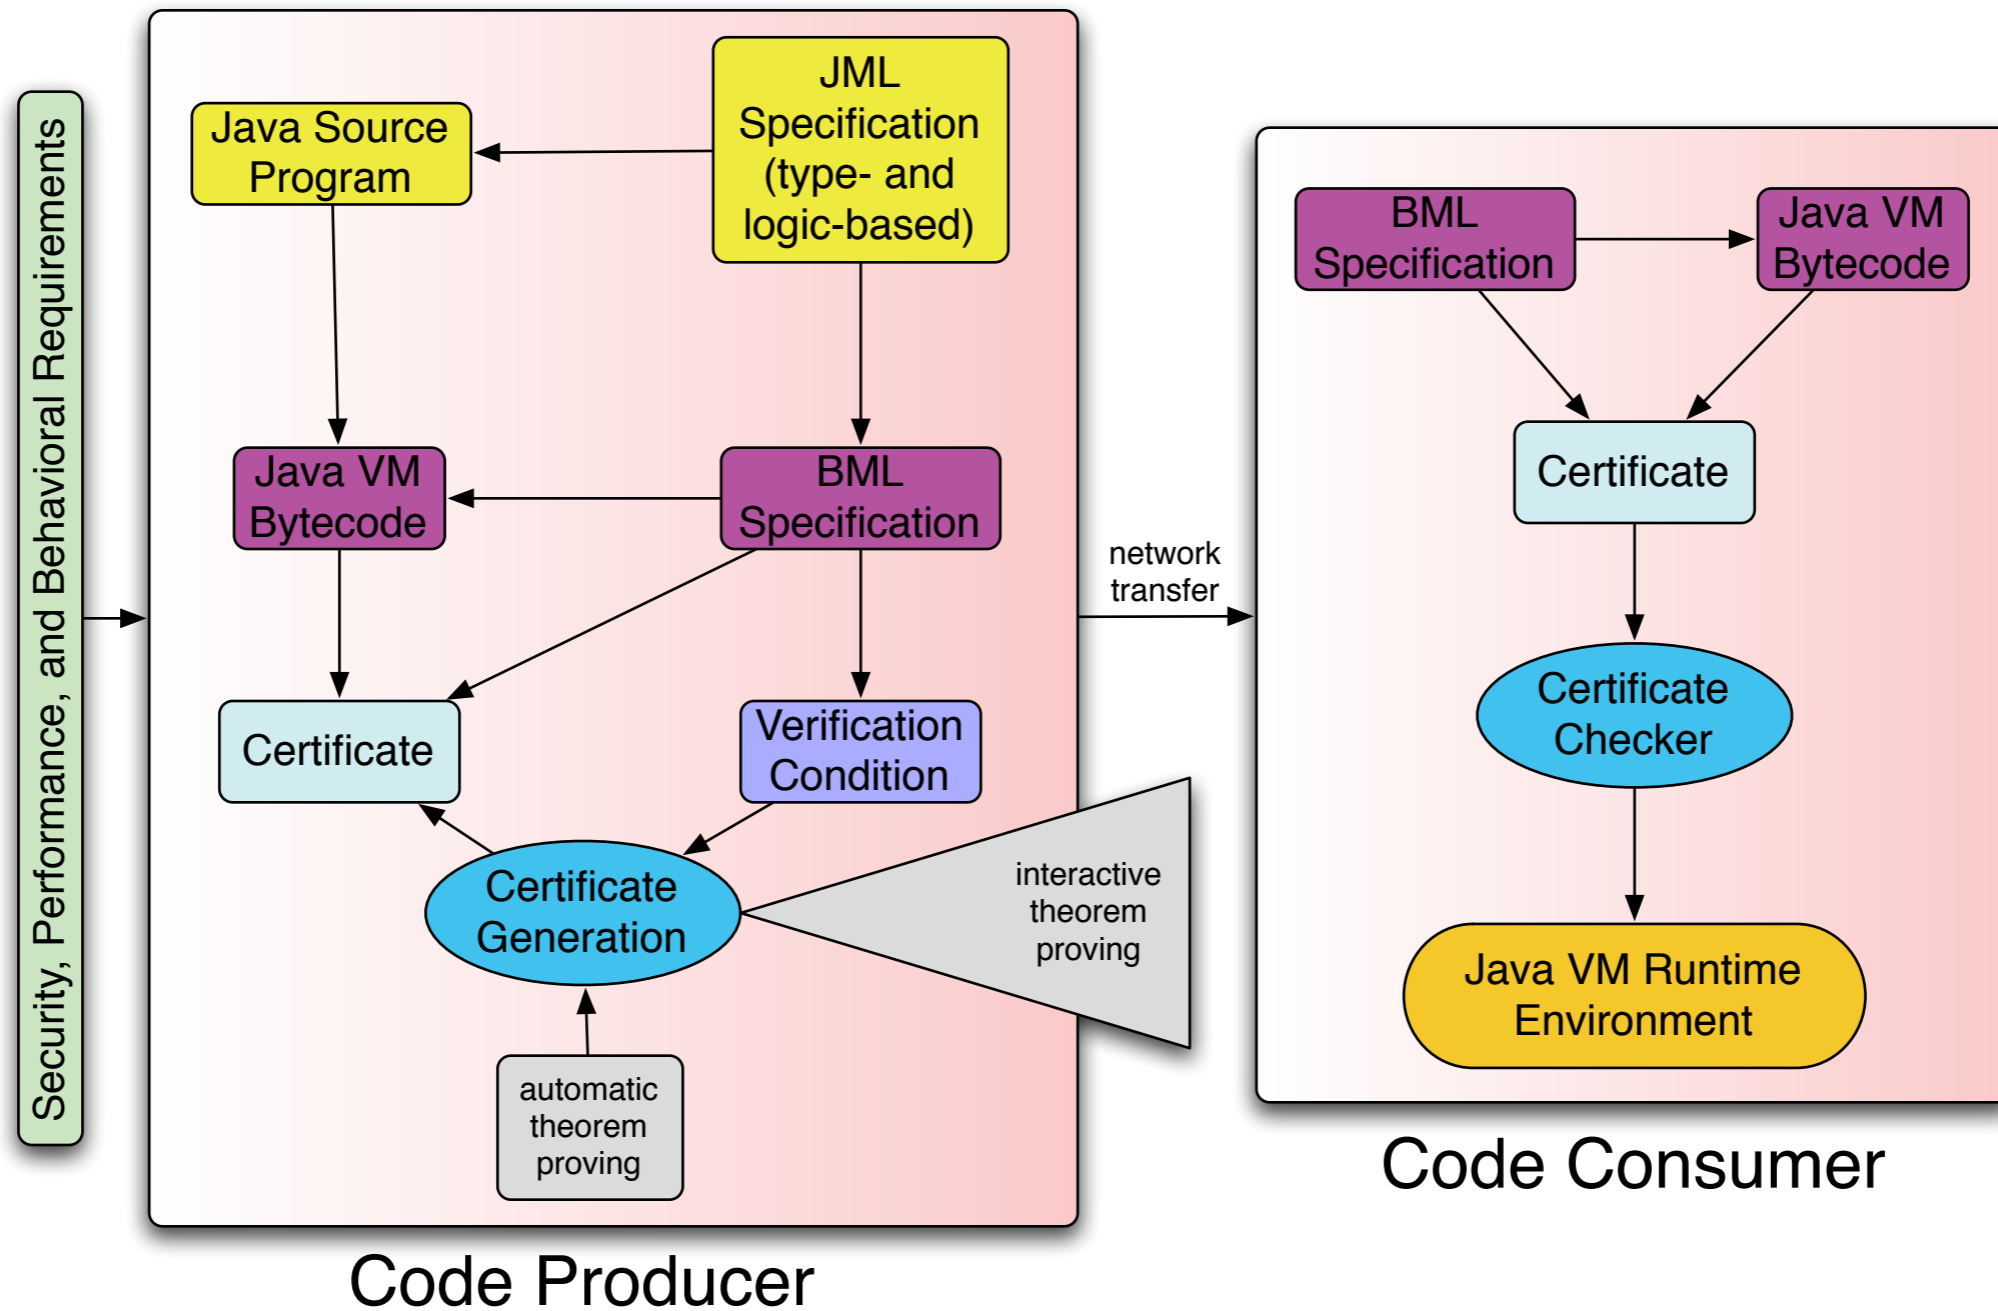 Security, Performance, and Behavioral Requirements
Java Source
Program
JML
Specification
(type- and
logic-based)
Java VM
Bytecode
BML
Specification
Certificate
Verification
Condition
Certificate
Generation
interactive
theorem
proving
automatic
theorem
proving
Code Producer
network
transfer
BML
Specification
Java VM
Bytecode
Certificate
Certificate
Checker
Java VM Runtime
Environment
Code Consumer